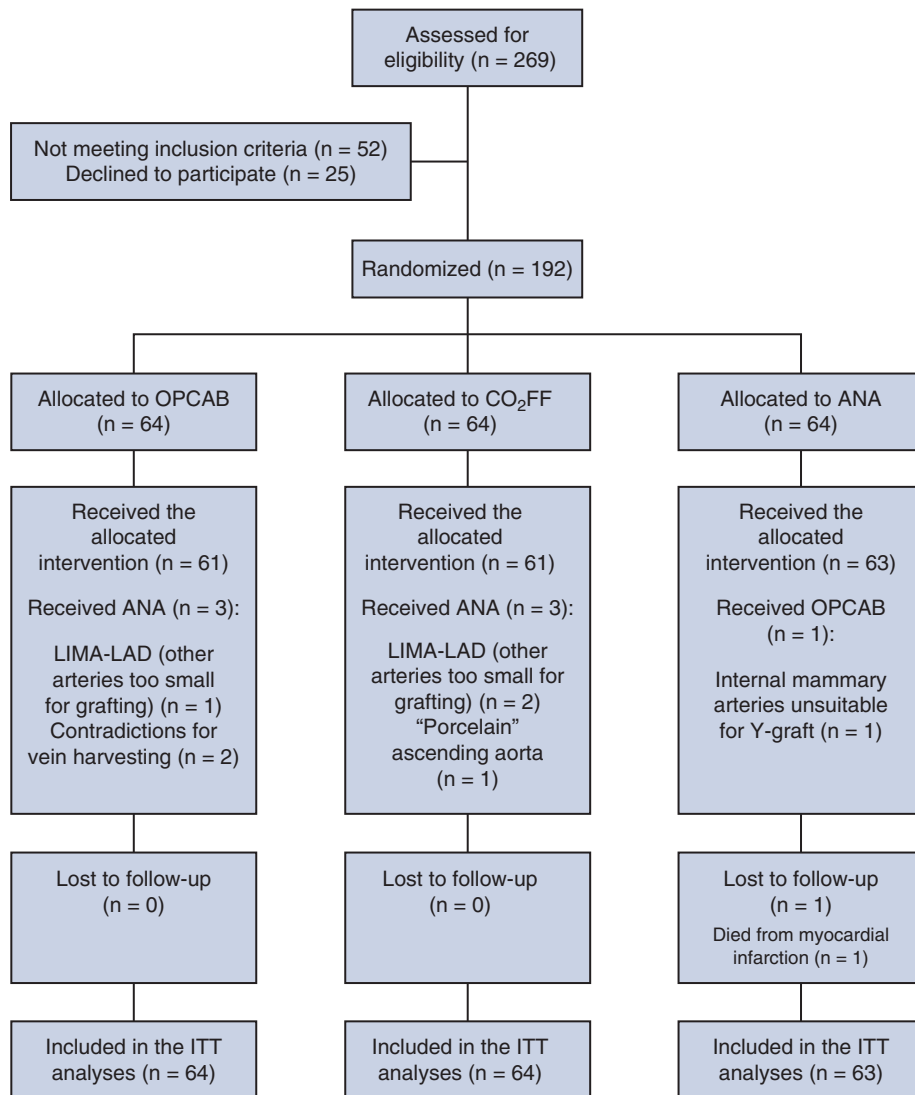 Assessed for
eligibility (n = 269)
Not meeting inclusion criteria (n = 52)
Declined to participate (n = 25)
Randomized (n = 192)
Allocated to OPCAB
(n = 64)
Allocated to CO₂FF
(n = 64)
Allocated to ANA
(n = 64)
Received the
allocated
intervention (n = 61)
Received ANA (n = 3):
LIMA-LAD (other
arteries too small
for grafting) (n = 1)
Contradictions for
vein harvesting (n = 2)
Received the
allocated
intervention (n = 61)
Received ANA (n = 3):
LIMA-LAD (other
arteries too small for
grafting) (n = 2)
“Porcelain”
ascending aorta
(n = 1)
Received the
allocated
intervention (n = 63)
Received OPCAB
(n = 1):
Internal mammary
arteries unsuitable
for Y-graft (n = 1)
Lost to follow-up
(n = 0)
Lost to follow-up
(n = 0)
Lost to follow-up
(n = 1)
Died from myocardial
infarction (n = 1)
Included in the ITT
analyses (n = 64)
Included in the ITT
analyses (n = 64)
Included in the ITT
analyses (n = 63)